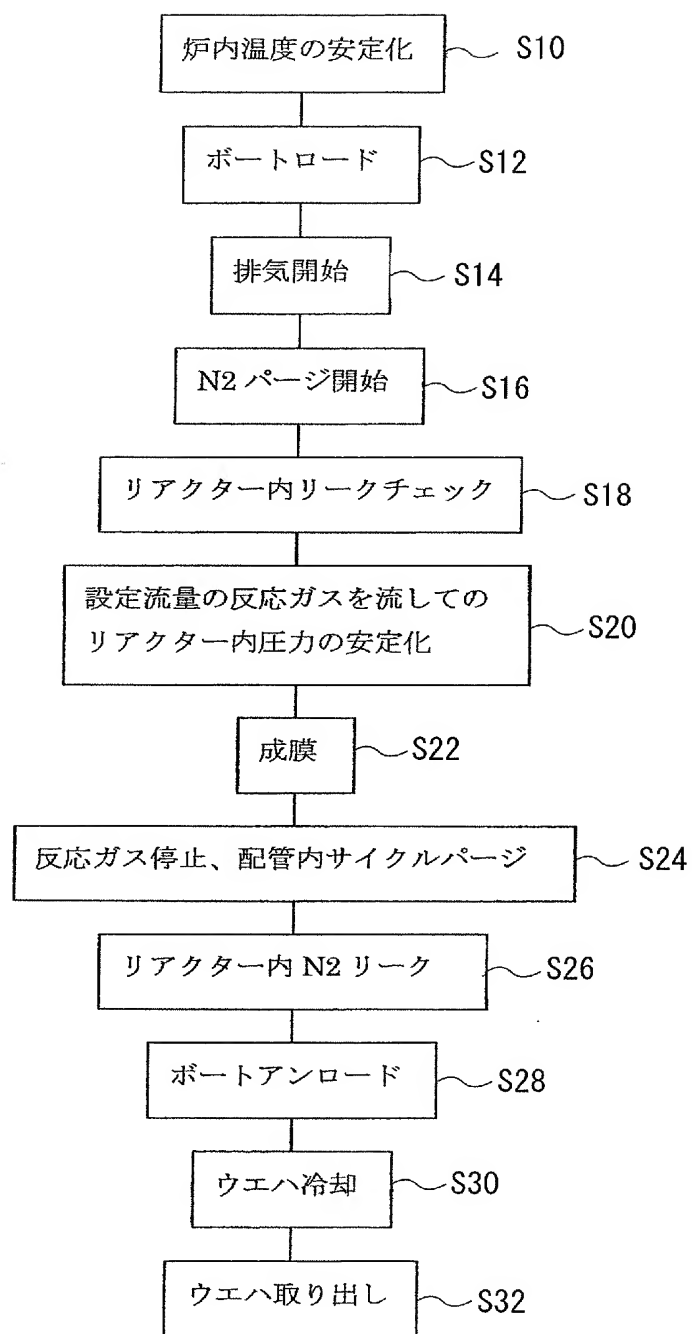 炉内温度の安定化 S10
ボートロード S12
排気開始 S14
N2 パージ開始 S16
リアクター内リークチェック S18
設定流量の反応ガスを流しての
リアクター内圧力の安定化 S20
成膜 S22
反応ガス停止、配管内サイクルパージ S24
リアクター内 N2 リーク S26
ボートアンロード S28
ウエハ冷却 S30
ウエハ取り出し S32